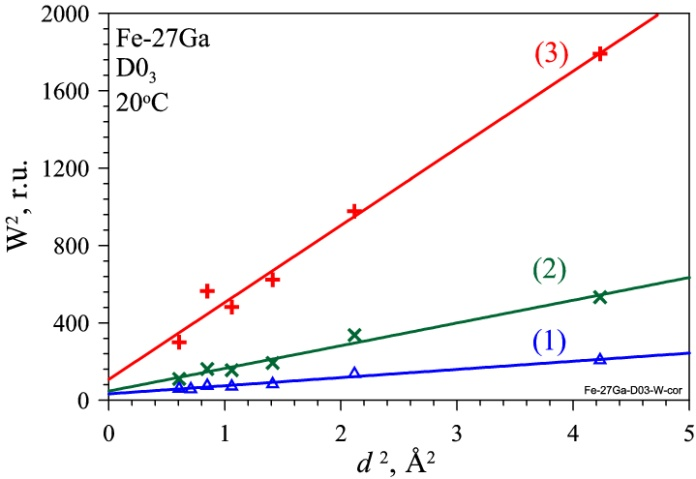 2000
1600
1200
800
400
0
W², r.u.
Fe-27Ga
D0₃
20°C
(3)
(2)
(1)
Fe-27Ga-D03-W-cor
0 1 2 3 4 5
d ², Å²